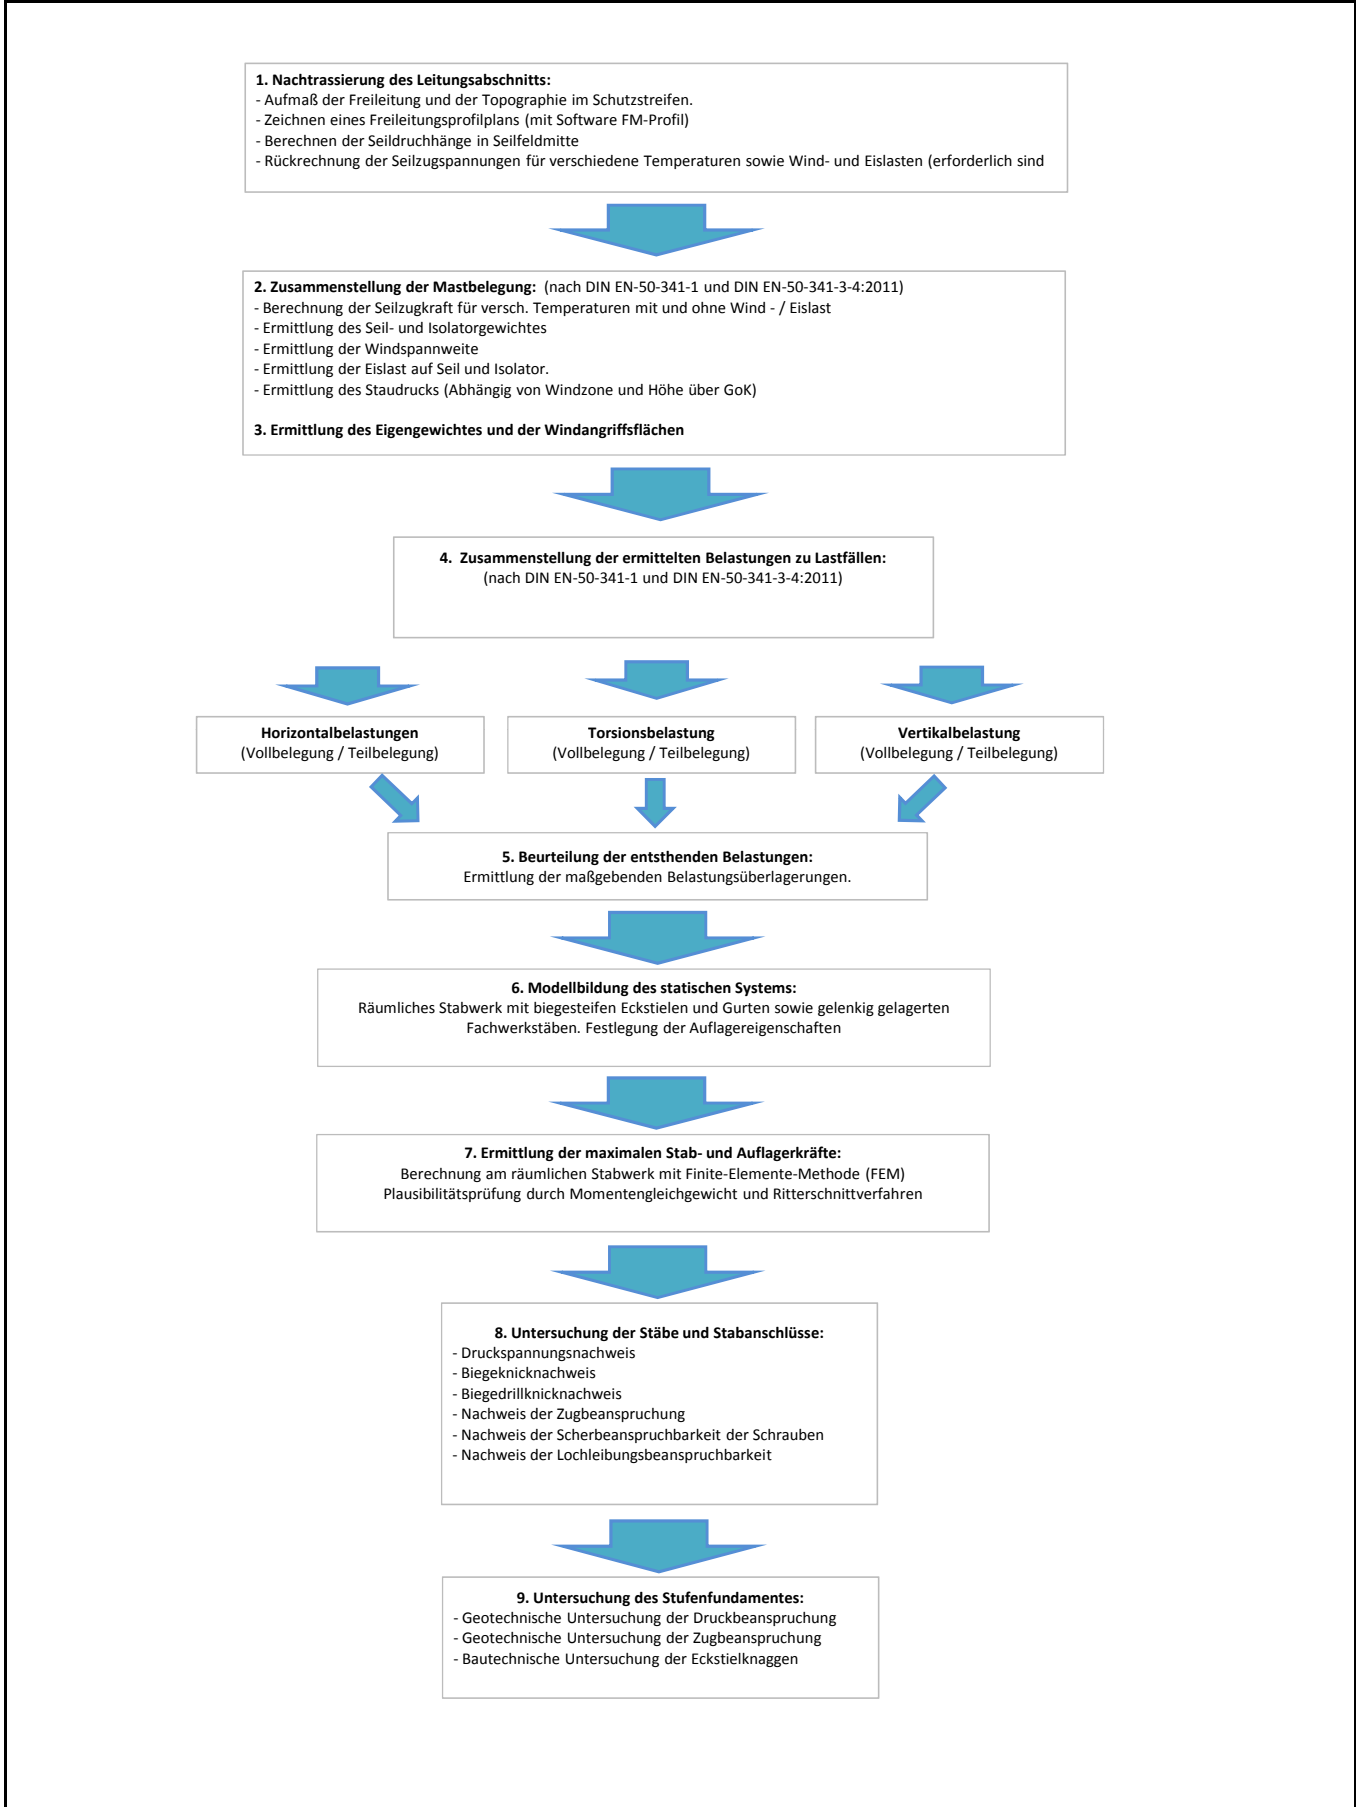 1. Nachtrassierung des Leitungsabschnitts:
- Aufmaß der Freileitung und der Topographie im Schutzstreifen.
- Zeichnen eines Freileitungsprofilplans (mit Software FM-Profil)
- Berechnen der Seildruchhänge in Seilfeldmitte
- Rückrechnung der Seilzugspannungen für verschiedene Temperaturen sowie Wind- und Eislasten (erforderlich sind
2. Zusammenstellung der Mastbelegung: (nach DIN EN-50-341-1 und DIN EN-50-341-3-4:2011)
- Berechnung der Seilzugkraft für versch. Temperaturen mit und ohne Wind - / Eislast
- Ermittlung des Seil- und Isolatorgewichtes
- Ermittlung der Windspannweite
- Ermittlung der Eislast auf Seil und Isolator.
- Ermittlung des Staudrucks (Abhängig von Windzone und Höhe über GoK)
3. Ermittlung des Eigengewichtes und der Windangriffsflächen
4. Zusammenstellung der ermittelten Belastungen zu Lastfällen:
(nach DIN EN-50-341-1 und DIN EN-50-341-3-4:2011)
Horizontalbelastungen
(Vollbelegung / Teilbelegung)
Torsionsbelastung
(Vollbelegung / Teilbelegung)
Vertikalbelastung
(Vollbelegung / Teilbelegung)
5. Beurteilung der entsthenden Belastungen:
Ermittlung der maßgebenden Belastungsüberlagerungen.
6. Modellbildung des statischen Systems:
Räumliches Stabwerk mit biegesteifen Eckstielen und Gurten sowie gelenkig gelagerten
Fachwerkstäben. Festlegung der Auflagereigenschaften
7. Ermittlung der maximalen Stab- und Auflagerkräfte:
Berechnung am räumlichen Stabwerk mit Finite-Elemente-Methode (FEM)
Plausibilitätsprüfung durch Momentengleichgewicht und Ritterschnittverfahren
8. Untersuchung der Stäbe und Stabanschlüsse:
- Druckspannungsnachweis
- Biegeknicknachweis
- Biegedrillknicknachweis
- Nachweis der Zugbeanspruchung
- Nachweis der Scherbeanspruchbarkeit der Schrauben
- Nachweis der Lochleibungsbeanspruchbarkeit
9. Untersuchung des Stufenfundamentes:
- Geotechnische Untersuchung der Druckbeanspruchung
- Geotechnische Untersuchung der Zugbeanspruchung
- Bautechnische Untersuchung der Eckstielknaggen